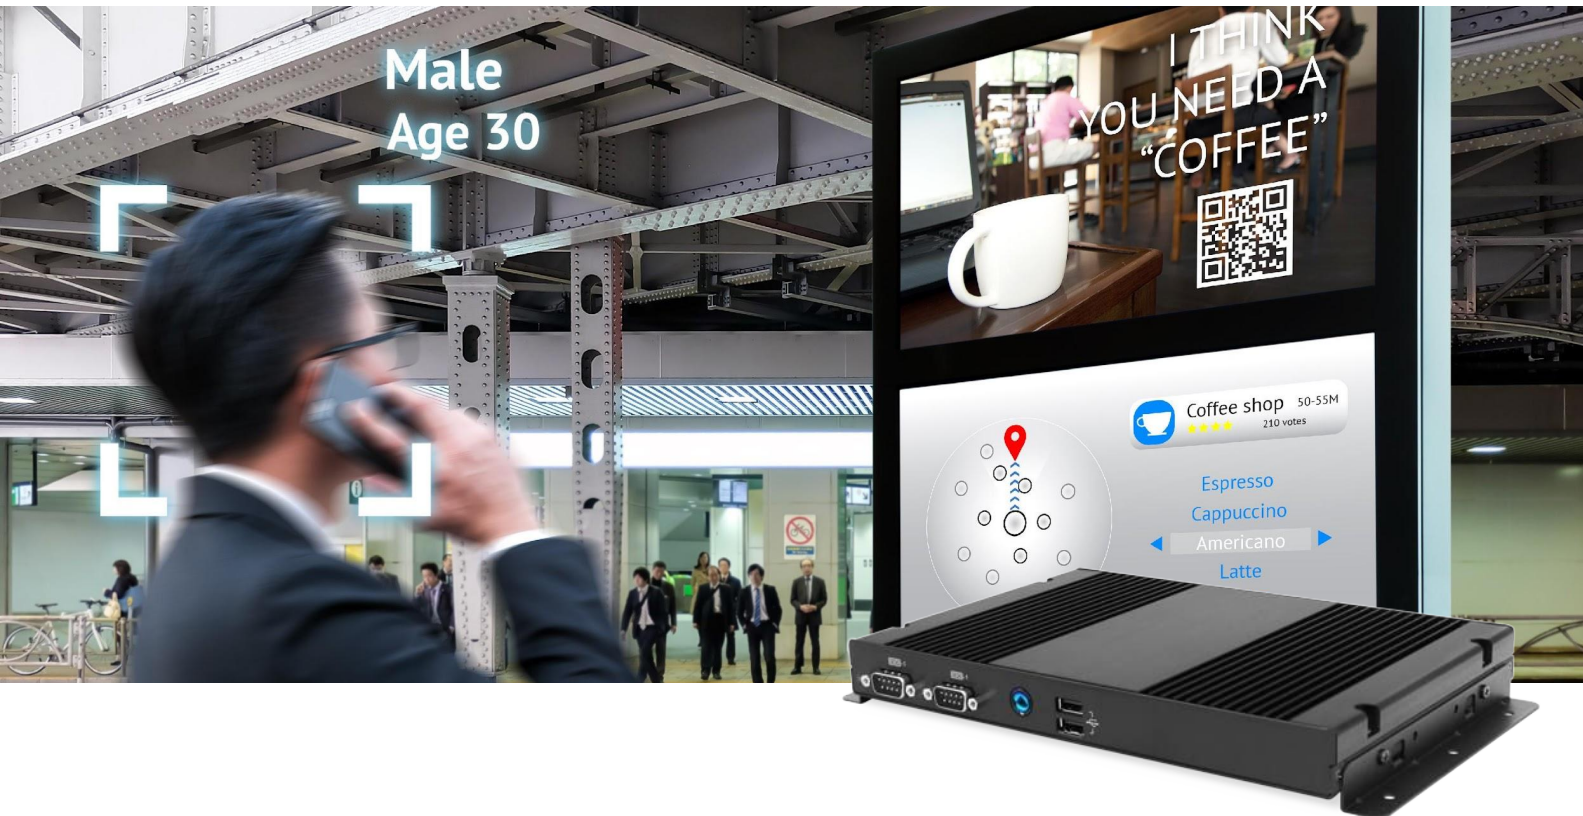 Male
Age 30
I THINK
YOU NEED A
“COFFEE”
Coffee shop 50-55M
210 votes
Espresso
Cappuccino
Americano
Latte